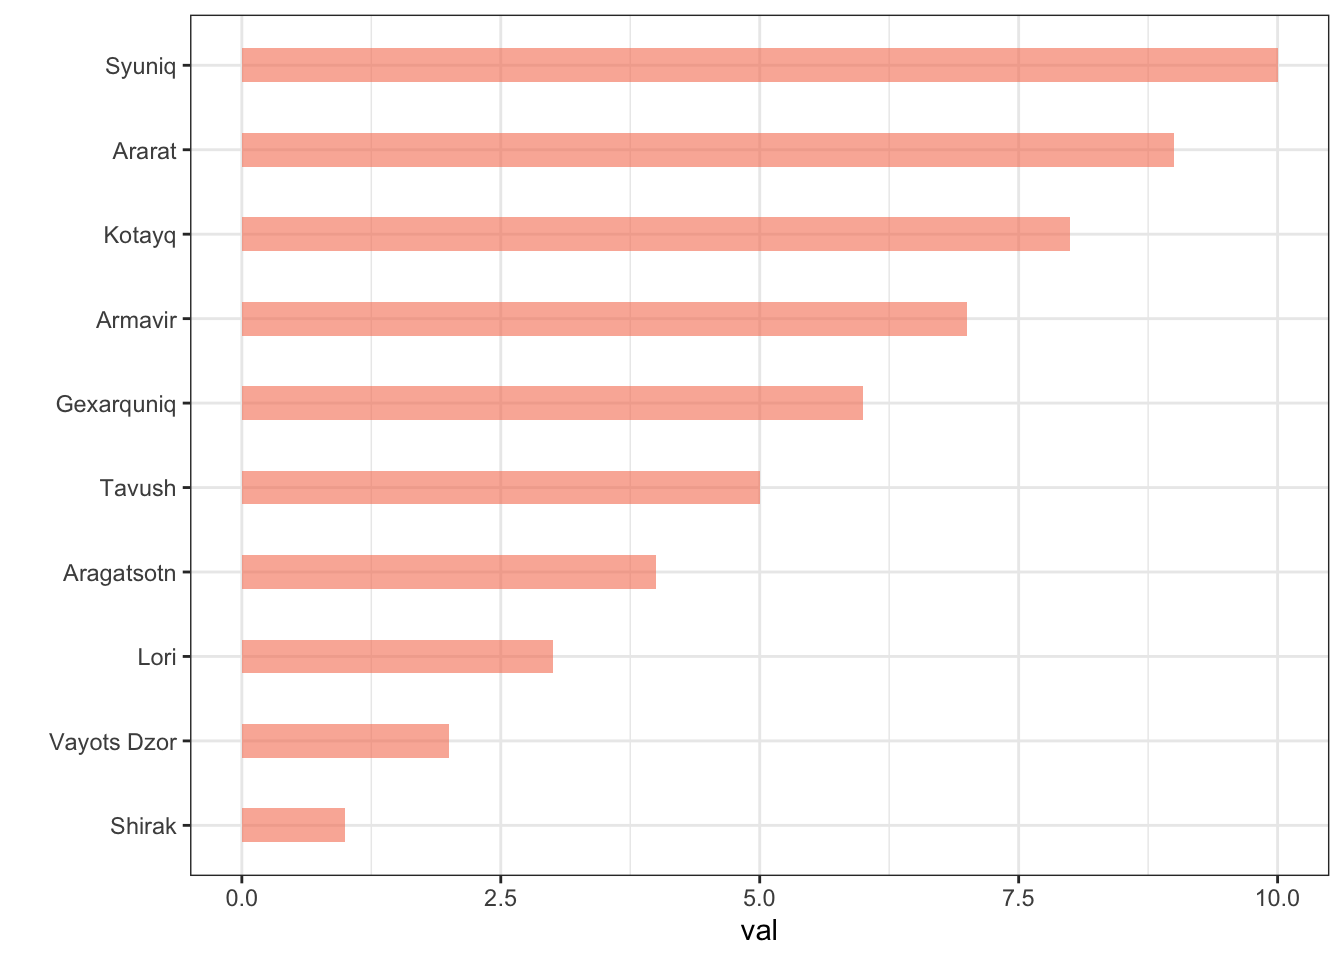 Syuniq
Ararat
Kotayq
Armavir
Gexarquniq
Tavush
Aragatsotn
Lori
Vayots Dzor
Shirak
0.0 2.5 5.0 7.5 10.0
val